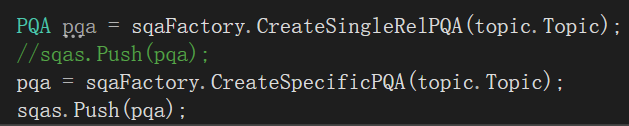 PQA pqa = sqaFactory.CreateSingleRelPQA(topic.Topic);
//sqas.Push(pqa);
pqa = sqaFactory.CreateSpecificPQA(topic.Topic);
sqas.Push(pqa);